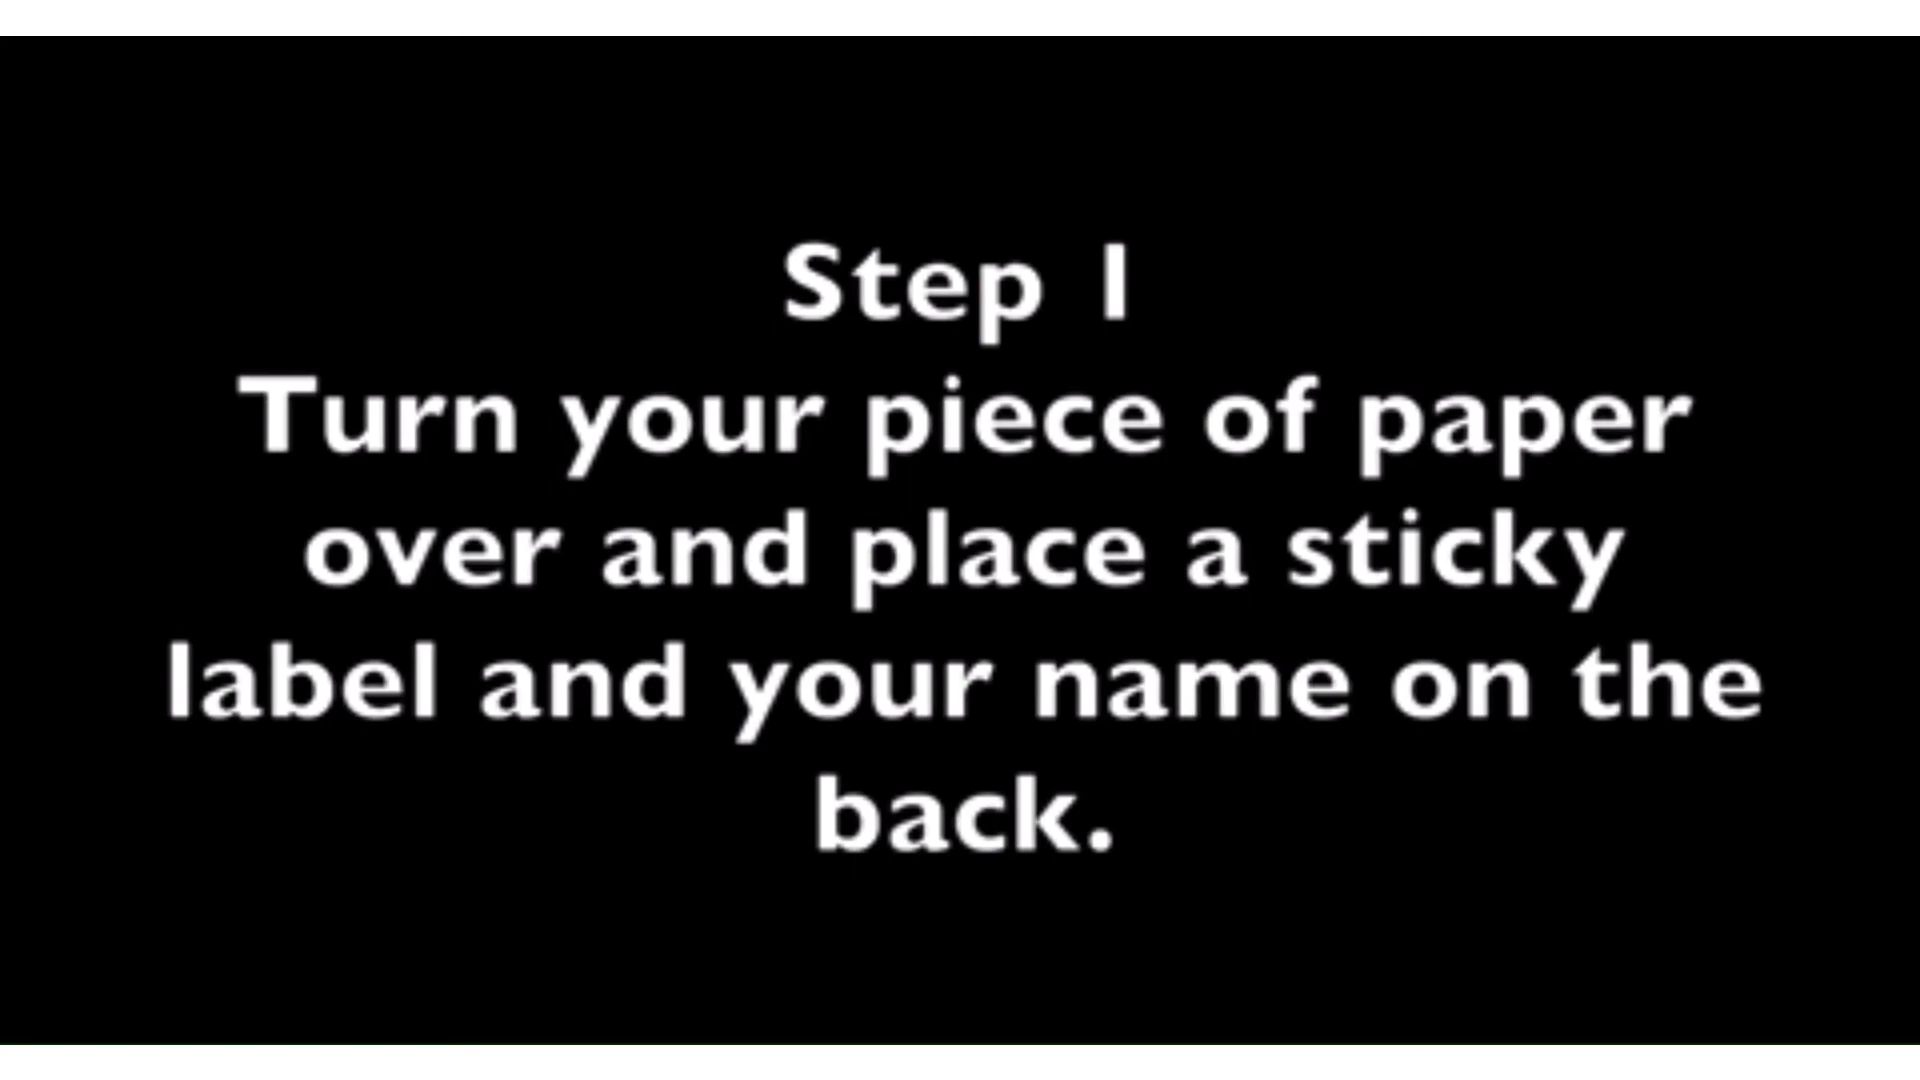 Step 1
Turn your piece of paper
over and place a sticky
label and your name on the
back.